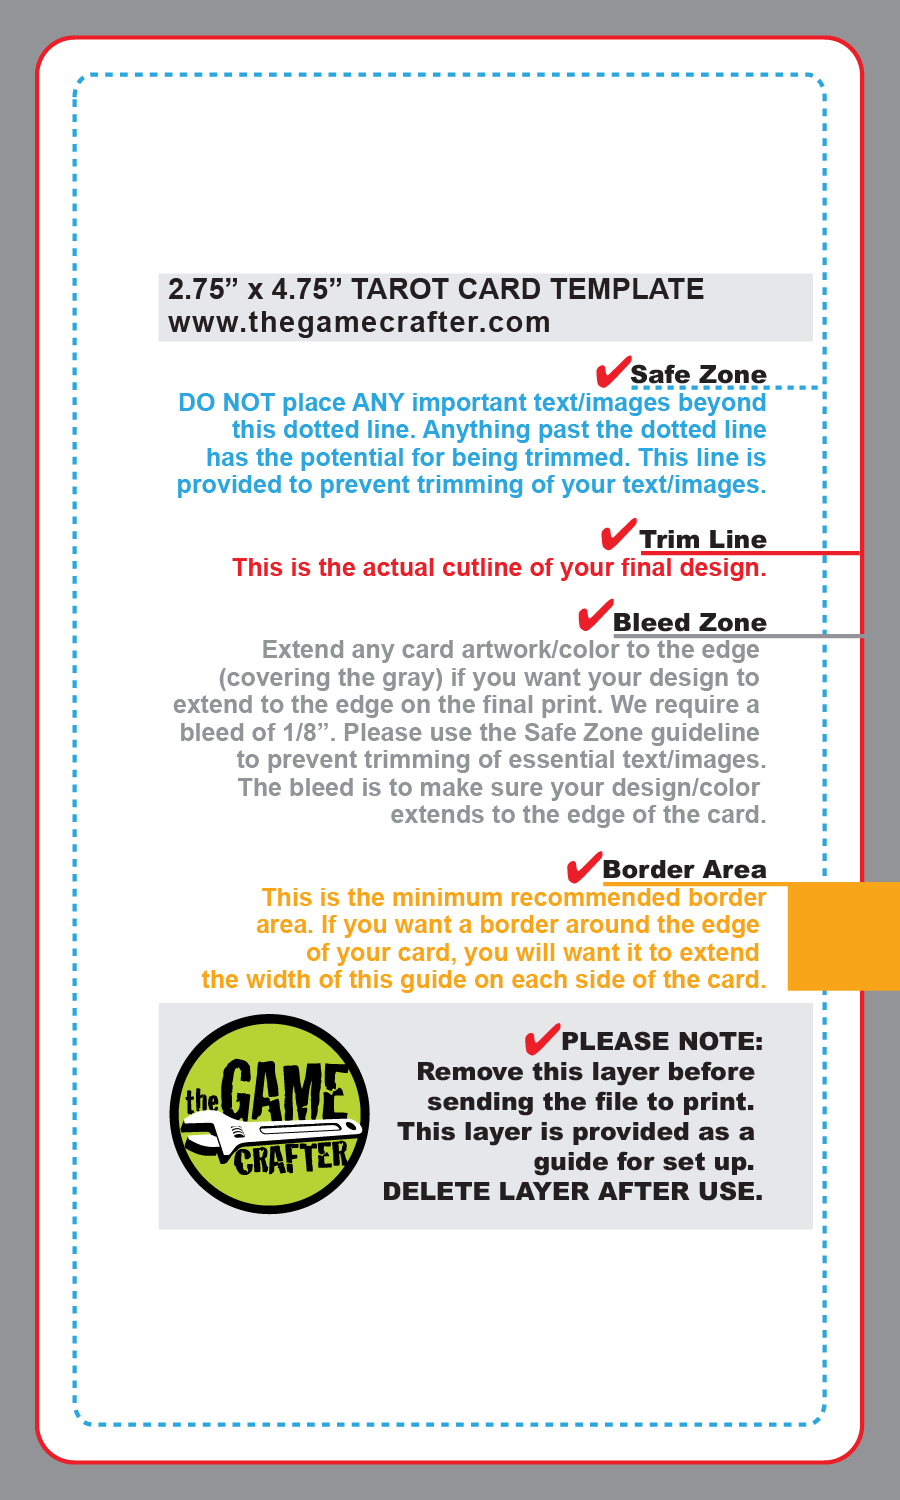 2.75” x 4.75” TAROT CARD TEMPLATE
www.thegamecrafter.com
Safe Zone
DO NOT place ANY important text/images beyond
this dotted line. Anything past the dotted line
has the potential for being trimmed. This line is
provided to prevent trimming of your text/images.
Trim Line
This is the actual cutline of your final design.
Bleed Zone
Extend any card artwork/color to the edge
(covering the gray) if you want your design to
extend to the edge on the final print. We require a
bleed of 1/8”. Please use the Safe Zone guideline
to prevent trimming of essential text/images.
The bleed is to make sure your design/color
extends to the edge of the card.
Border Area
This is the minimum recommended border
area. If you want a border around the edge
of your card, you will want it to extend
the width of this guide on each side of the card.
the GAME
CRAFTER
PLEASE NOTE:
Remove this layer before
sending the file to print.
This layer is provided as a
guide for set up.
DELETE LAYER AFTER USE.